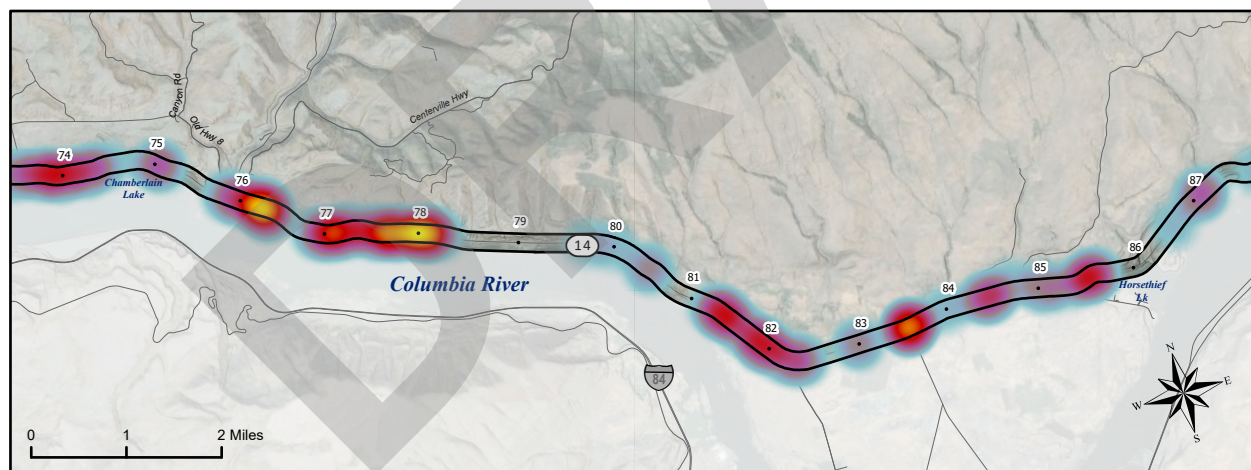 Canyon Rd
Old Hwy 8
Centerville Hwy
74
75
76
77
78
79
80
81
82
83
84
85
86
87
Chamberlain
Lake
14
Columbia River
Horsethief
Lk
84
0
1
2 Miles
N
E
W
S